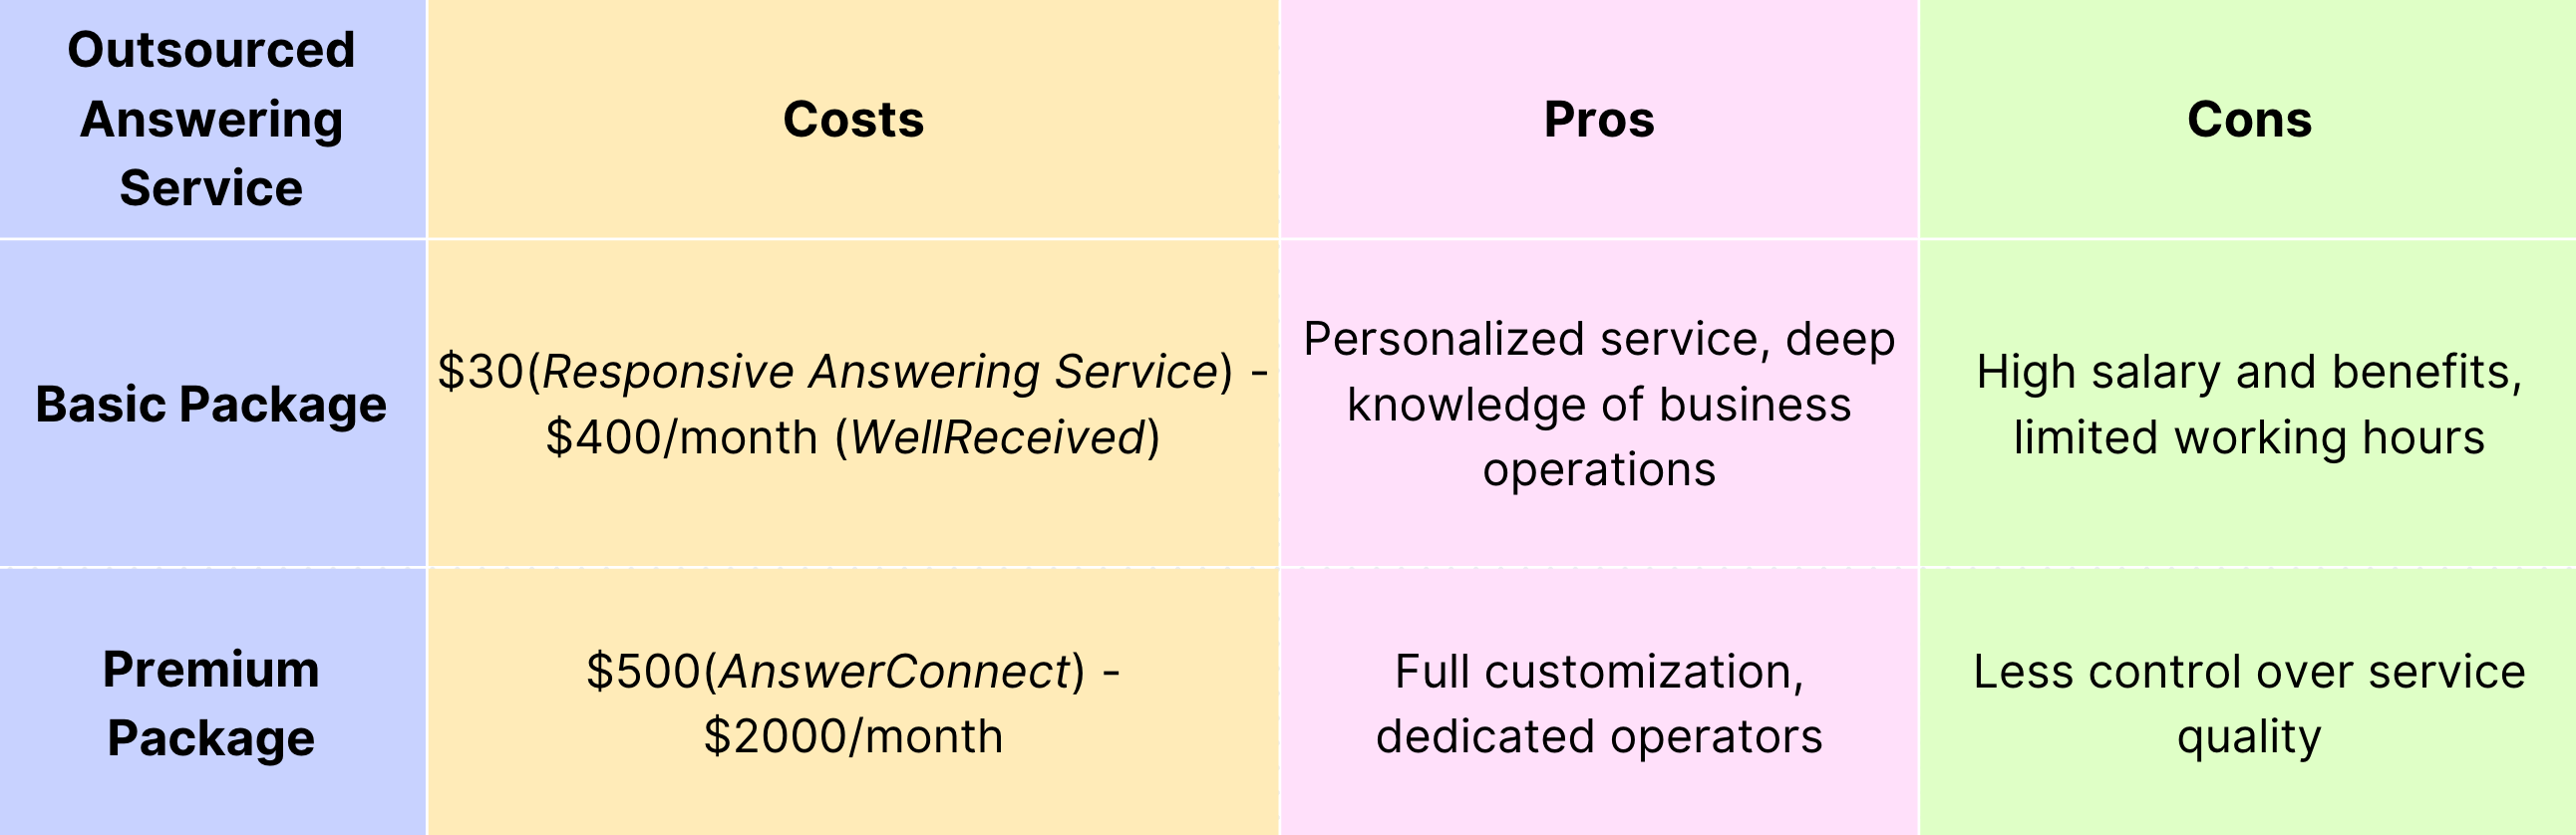 Outsourced
Answering
Service
Costs
Pros
Cons
Basic Package
$30(Responsive Answering Service) -
$400/month (WellReceived)
Personalized service, deep
knowledge of business
operations
High salary and benefits,
limited working hours
Premium
Package
$500(AnswerConnect) -
$2000/month
Full customization,
dedicated operators
Less control over service
quality